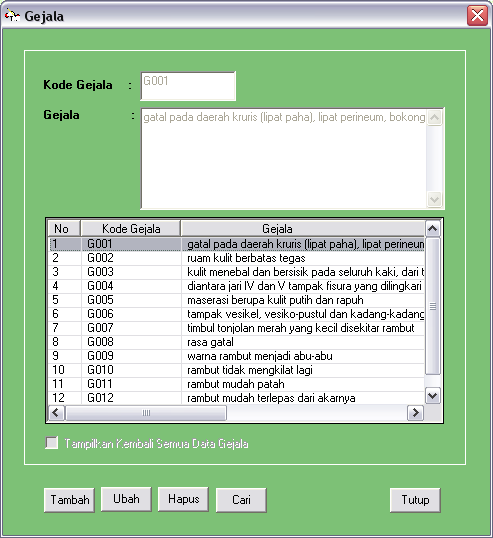 Gejala
Kode Gejala : G001
Gejala : gatal pada daerah kruris (lipat paha), lipat perineum, bokong
No Kode Gejala Gejala
1 G001 gatal pada daerah kruris (lipat paha), lipat perineum
2 G002 ruam kulit berbatas tegas
3 G003 kulit menebal dan bersisik pada seluruh kaki, dari t
4 G004 diantara jari IV dan V tampak fisura yang dilingkari
5 G005 maserasi berupa kulit putih dan rapuh
6 G006 tampak vesikel, vesiko-pustul dan kadang-kadang
7 G007 timbul tonjolan merah yang kecil disekitar rambut
8 G008 rasa gatal
9 G009 warna rambut menjadi abu-abu
10 G010 rambut tidak mengkilat lagi
11 G011 rambut mudah patah
12 G012 rambut mudah terlepas dari akarnya
Tampilkan Kembali Semua Data Gejala
Tambah Ubah Hapus Cari Tutup